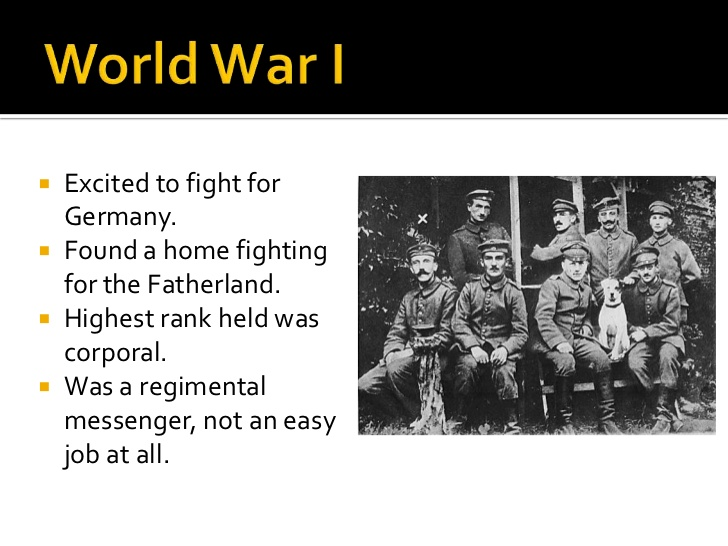 World War I
Excited to fight for
Germany.
Found a home fighting
for the Fatherland.
Highest rank held was
corporal.
Was a regimental
messenger, not an easy
job at all.